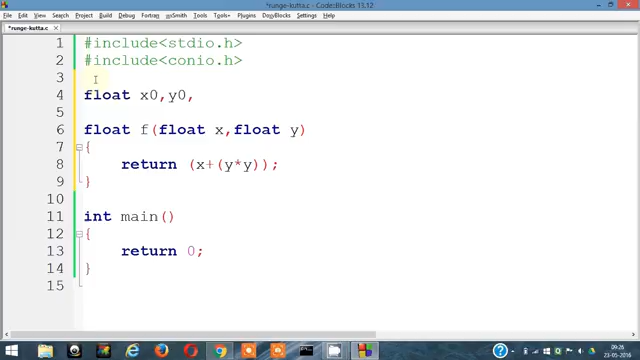 *runge-kutta.c - Code::Blocks 13.12
File Edit View Search Project Build Debug Fortran wxSmith Tools Tools+ Plugins DoxyBlocks Settings Help
*runge-kutta.c
1 #include<stdio.h>
2 #include<conio.h>
3
4 float x0,y0,
5
6 float f(float x,float y)
7 {
8 return (x+(y*y));
9 }
10
11 int main()
12 {
13 return 0;
14 }
15
09:26
23-05-2016